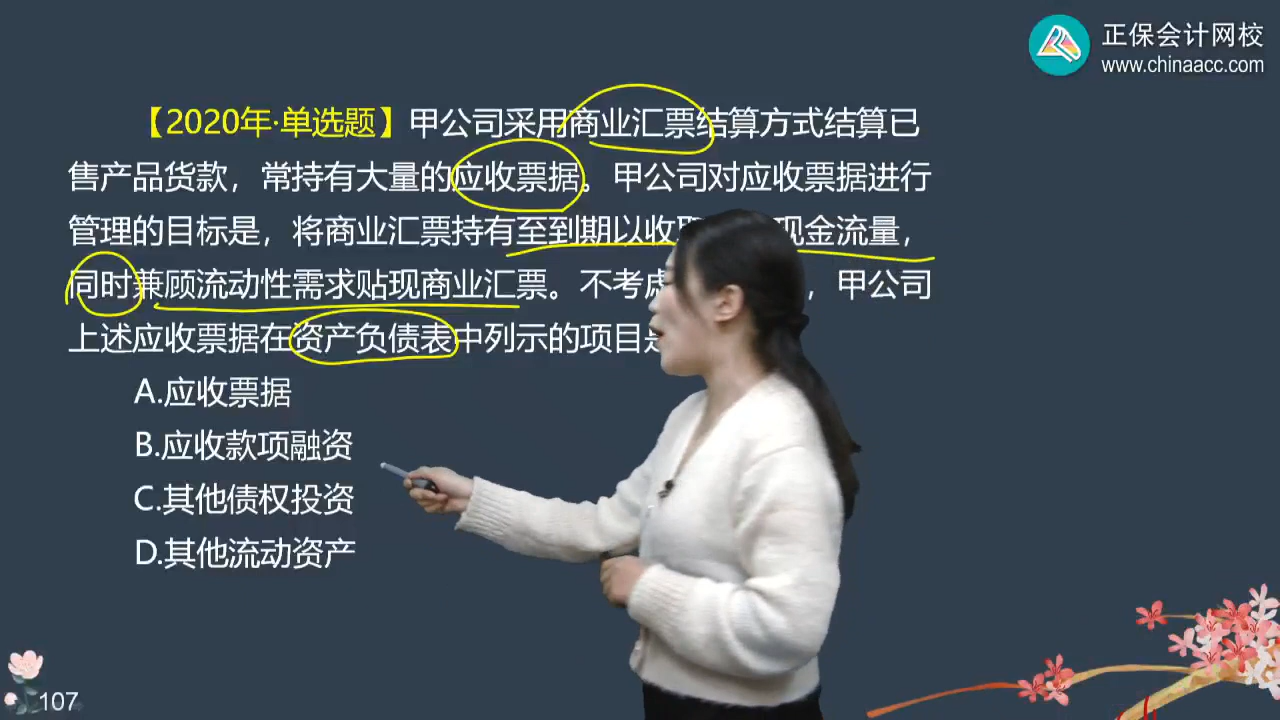 正保会计网校
www.chinaacc.com
【2020年·单选题】甲公司采用商业汇票结算方式结算已
售产品货款，常持有大量的应收票据。甲公司对应收票据进行
管理的目标是，将商业汇票持有至到期以收取 现金流量，
同时兼顾流动性需求贴现商业汇票。不考虑 ，甲公司
上述应收票据在资产负债表中列示的项目是
A.应收票据
B.应收款项融资
C.其他债权投资
D.其他流动资产
107